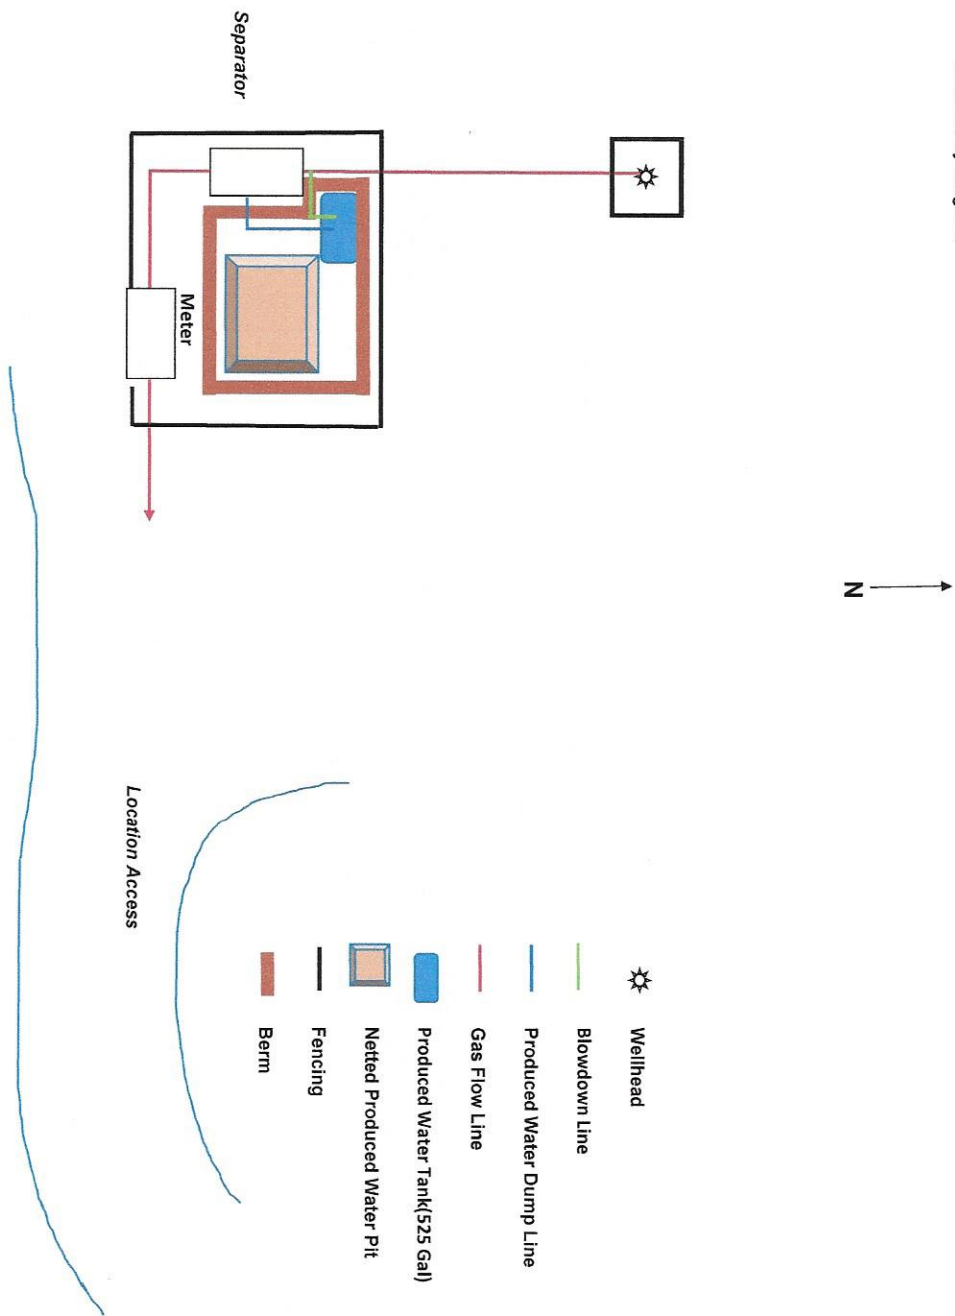 N
Separator
Meter
Location Access
Wellhead
Blowdown Line
Produced Water Dump Line
Gas Flow Line
Produced Water Tank(525 Gal)
Netted Produced Water Pit
Fencing
Berm